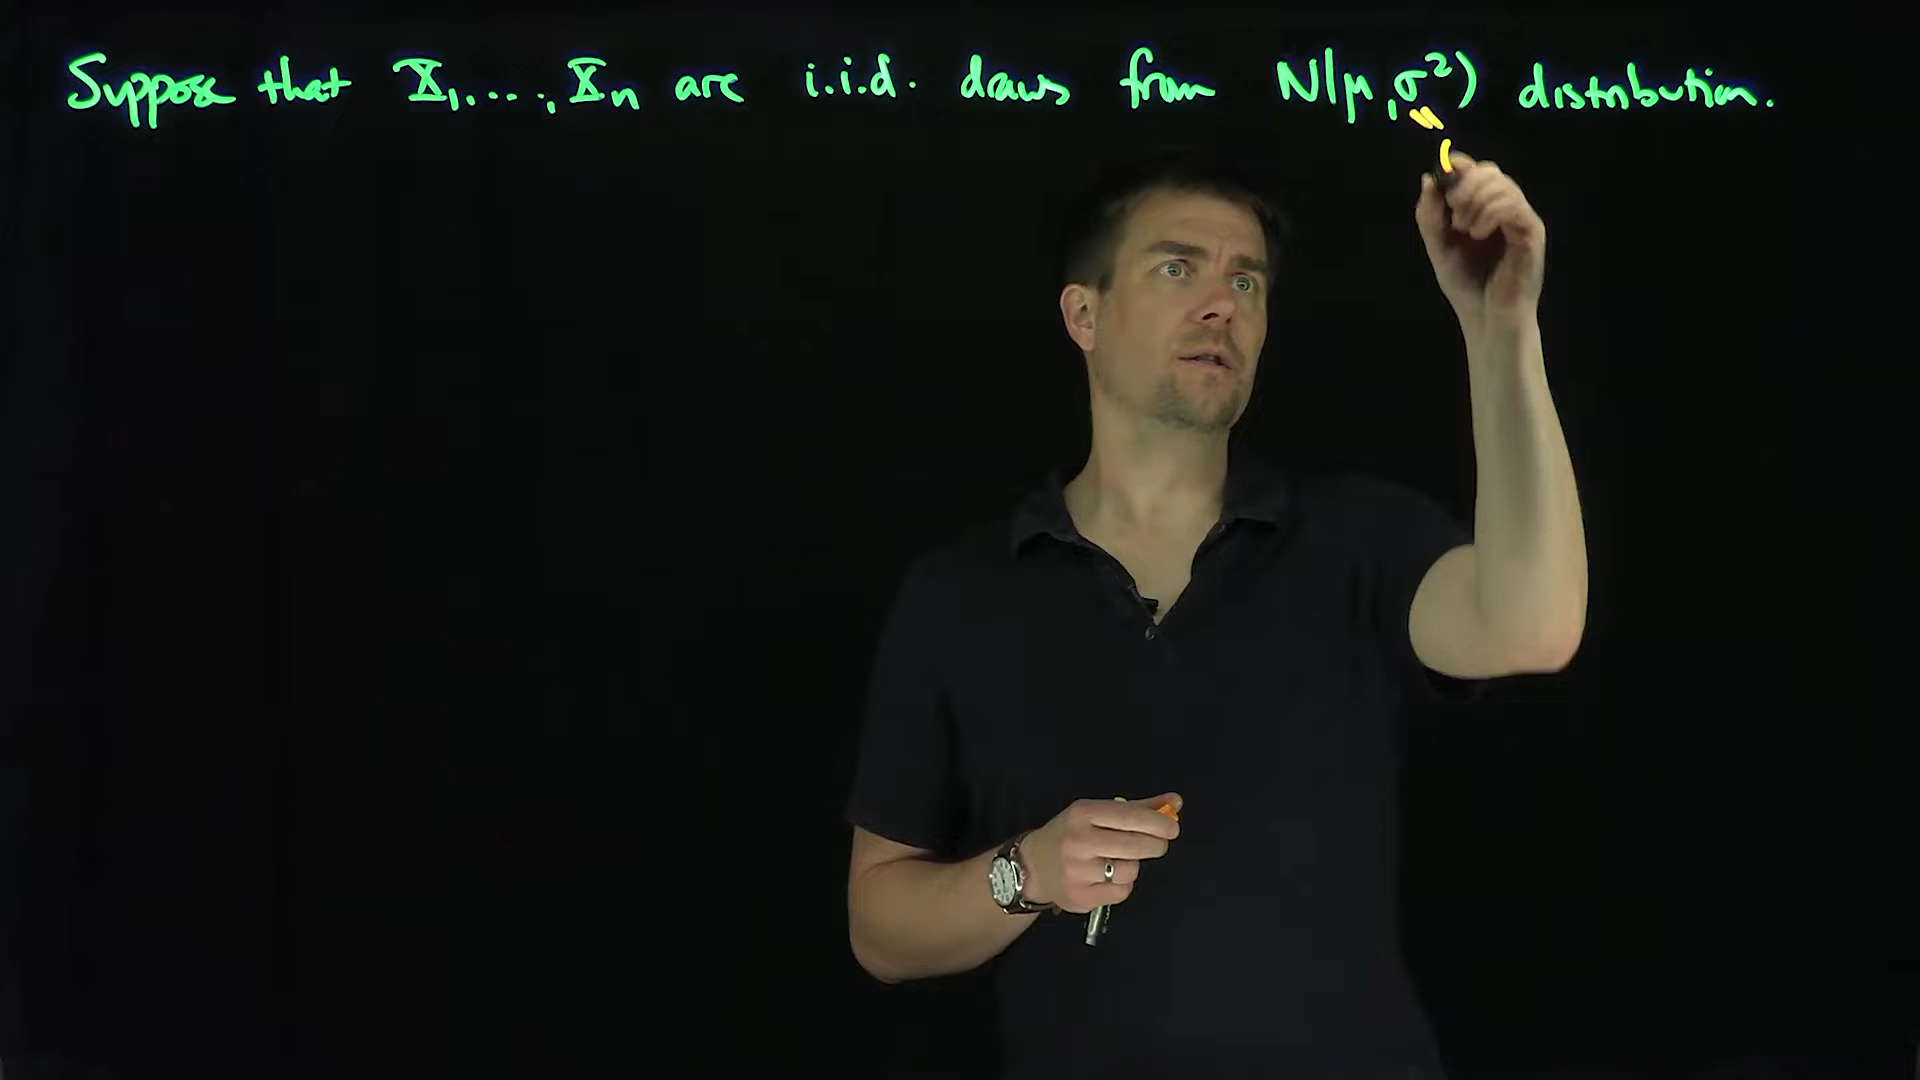 Suppose that X₁,...,Xₙ are i.i.d. draws from N(μ,σ²) distribution.